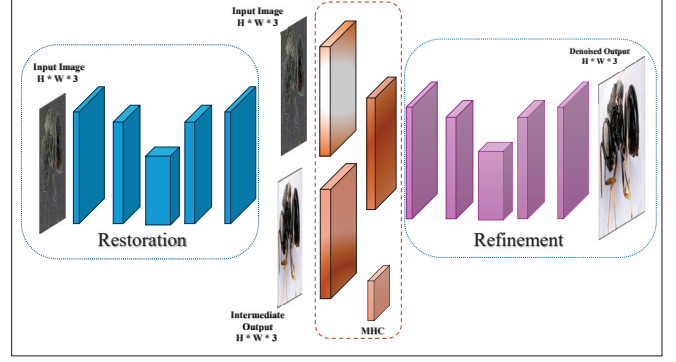 Input Image
H * W * 3
Restoration
Input Image
H * W * 3
Intermediate
Output
H * W * 3
MHC
Denoised Output
H * W * 3
Refinement